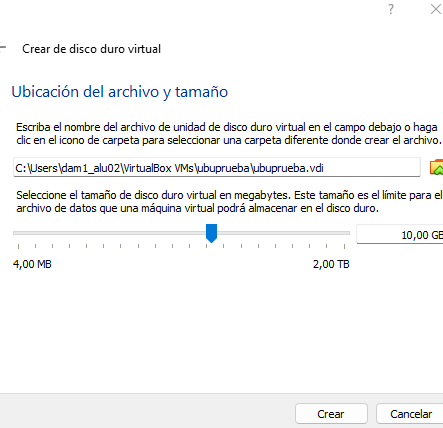 ?
Crear de disco duro virtual
Ubicación del archivo y tamaño
Escriba el nombre del archivo de unidad de disco duro virtual en el campo debajo o haga
clic en el icono de carpeta para seleccionar una carpeta diferente donde crear el archivo.
C:\Users\dam1_alu02\VirtualBox VMs\ubuprueba\ubuprueba.vdi
Seleccione el tamaño de disco duro virtual en megabytes. Este tamaño es el límite para el
archivo de datos que una máquina virtual podrá almacenar en el disco duro.
10,00 GB
4,00 MB 2,00 TB
Crear Cancelar